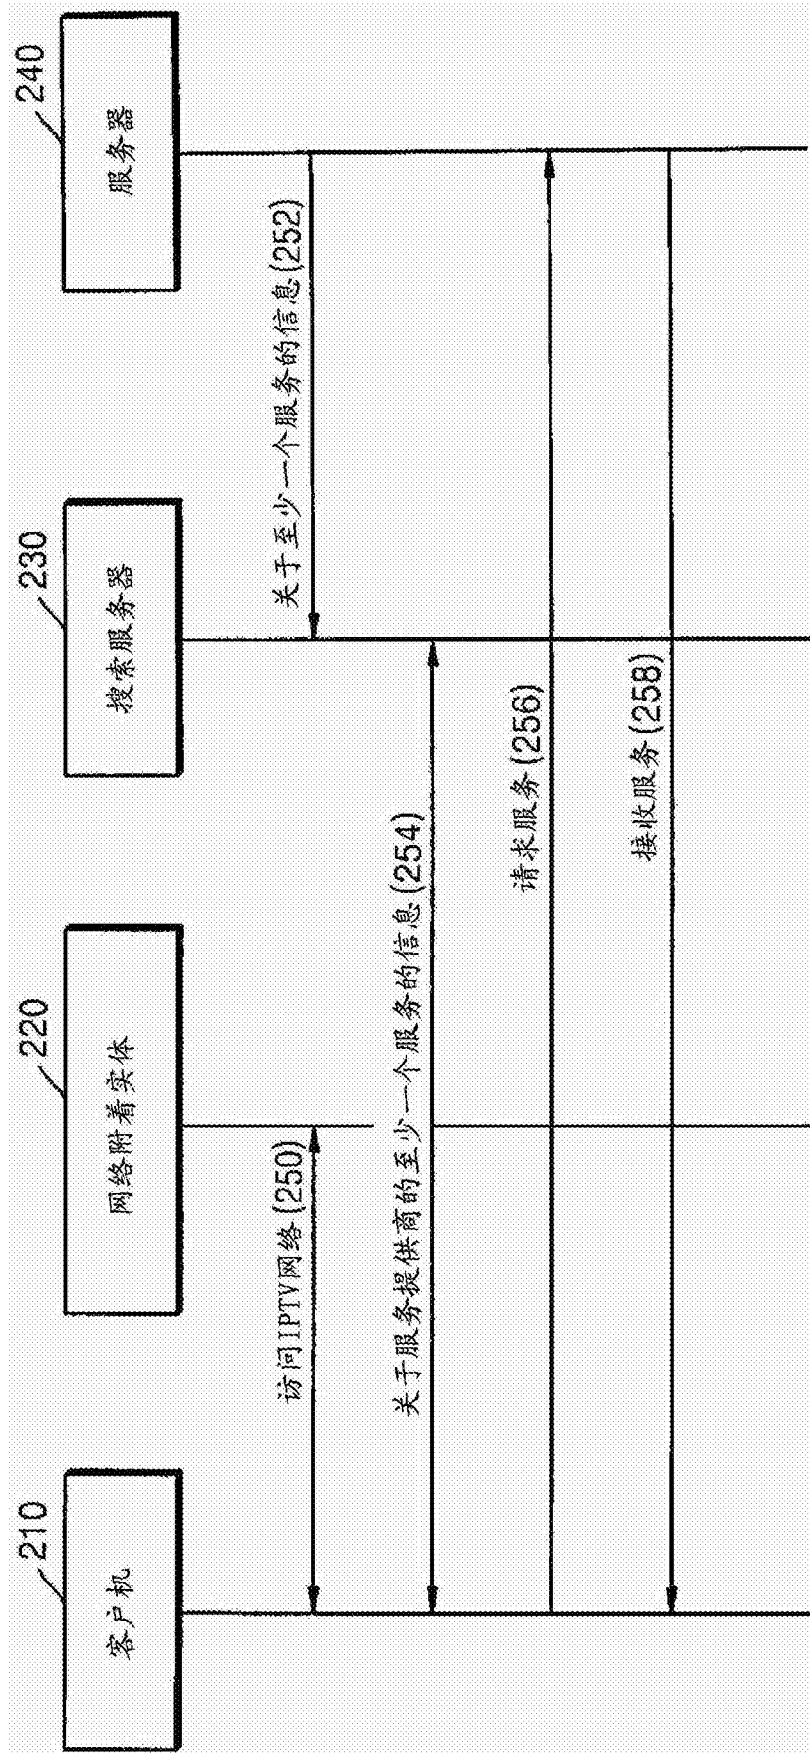 210
220
230
240
客户机
网络附着实体
搜索服务器
服务器
访问IPTV网络(250)
关于至少一个服务的信息(252)
关于服务提供商的至少一个服务的信息(254)
请求服务(256)
接收服务(258)